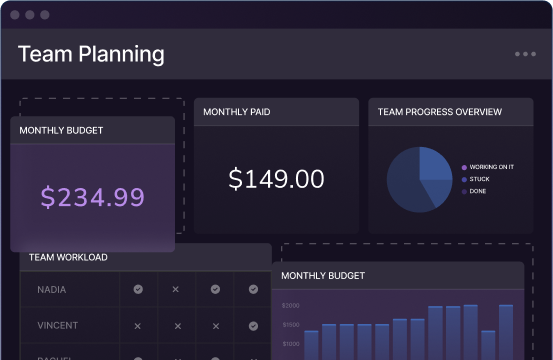 Team Planning
MONTHLY BUDGET
$234.99
MONTHLY PAID
$149.00
TEAM PROGRESS OVERVIEW
WORKING ON IT
STUCK
DONE
TEAM WORKLOAD
NADIA
VINCENT
RACHEL
MONTHLY BUDGET
$2000
$1500
$1000